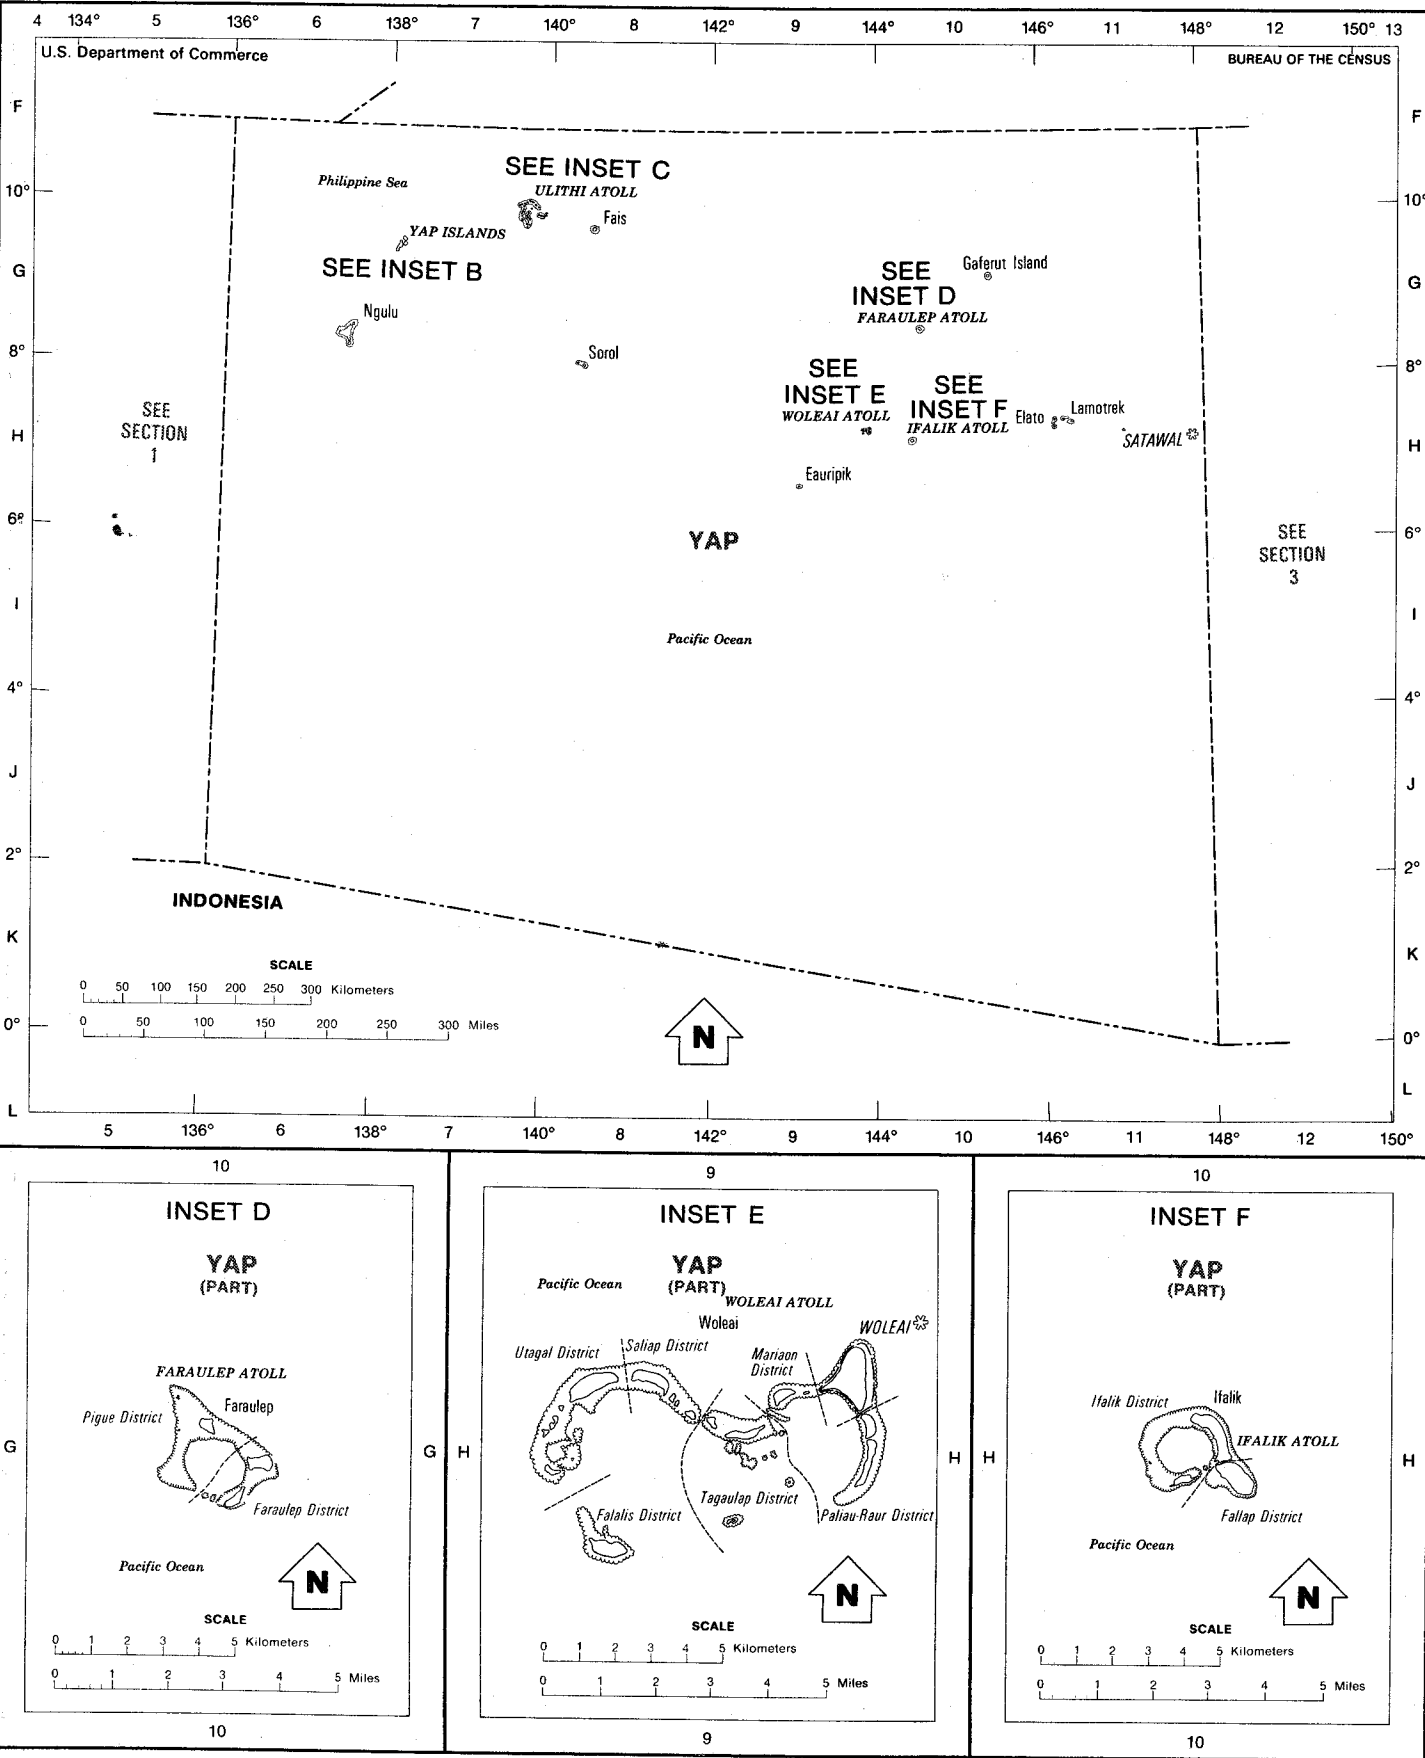 4 134° 5 136° 6 138° 7 140° 8 142° 9 144° 10 146° 11 148° 12 150° 13
U.S. Department of Commerce
BUREAU OF THE CENSUS
F
F
SEE INSET C
Philippine Sea
ULITHI ATOLL
10°
10°
Fais
YAP ISLANDS
SEE INSET B
G
G
Gaferut Island
SEE
INSET D
FARAULEP ATOLL
Ngulu
8°
8°
Sorol
SEE
INSET E
WOLEAI ATOLL
SEE
INSET F
IFALIK ATOLL
Elato
Lamotrek
SATAWAL
SEE
SECTION
1
H
H
Eauripik
6°
6°
YAP
SEE
SECTION
3
I
I
Pacific Ocean
4°
4°
J
J
2°
2°
INDONESIA
K
K
SCALE
0 50 100 150 200 250 300 Kilometers
0 50 100 150 200 250 300 Miles
0°
0°
N
L
L
5 136° 6 138° 7 140° 8 142° 9 144° 10 146° 11 148° 12 150°
10
INSET D
YAP
(PART)
FARAULEP ATOLL
Pigue District
Faraulep
G
G
Faraulep District
Pacific Ocean
N
SCALE
0 1 2 3 4 5 Kilometers
0 1 2 3 4 5 Miles
10
9
INSET E
YAP
(PART)
Pacific Ocean
WOLEAI ATOLL
Woleai
WOLEAI
Utagal District
Saliap District
Mariaon
District
H
H
Tagaulap District
Falalis District
Paliau-Raur District
N
SCALE
0 1 2 3 4 5 Kilometers
0 1 2 3 4 5 Miles
9
10
INSET F
YAP
(PART)
Ifalik District
Ifalik
IFALIK ATOLL
H
H
Fallap District
Pacific Ocean
N
SCALE
0 1 2 3 4 5 Kilometers
0 1 2 3 4 5 Miles
10